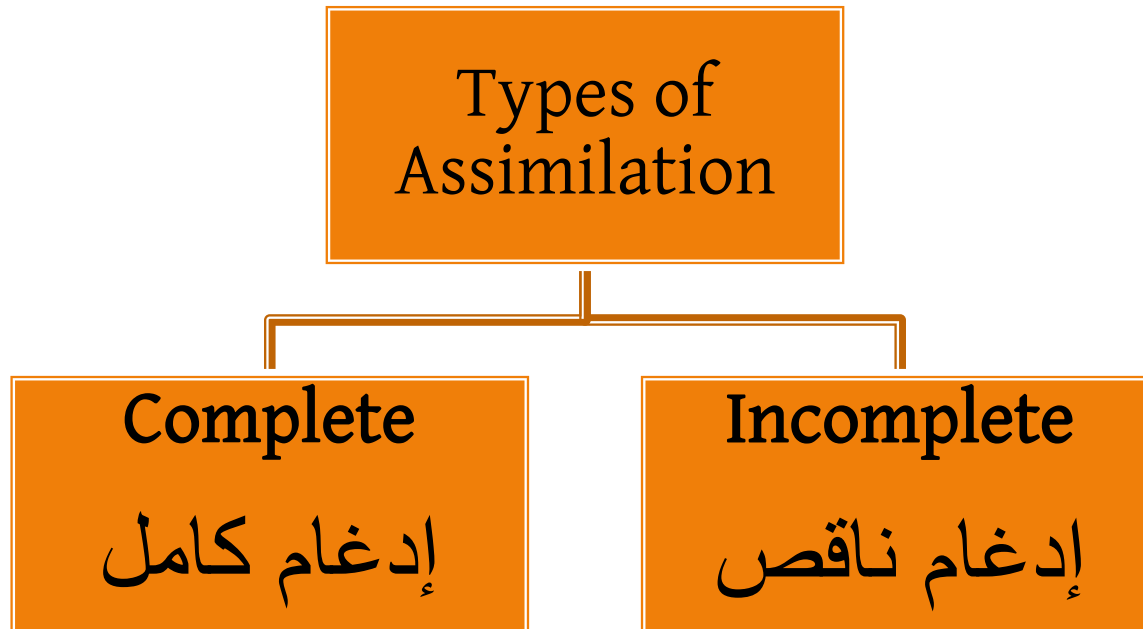 Types of
Assimilation
Complete
إدغام كامل
Incomplete
إدغام ناقص